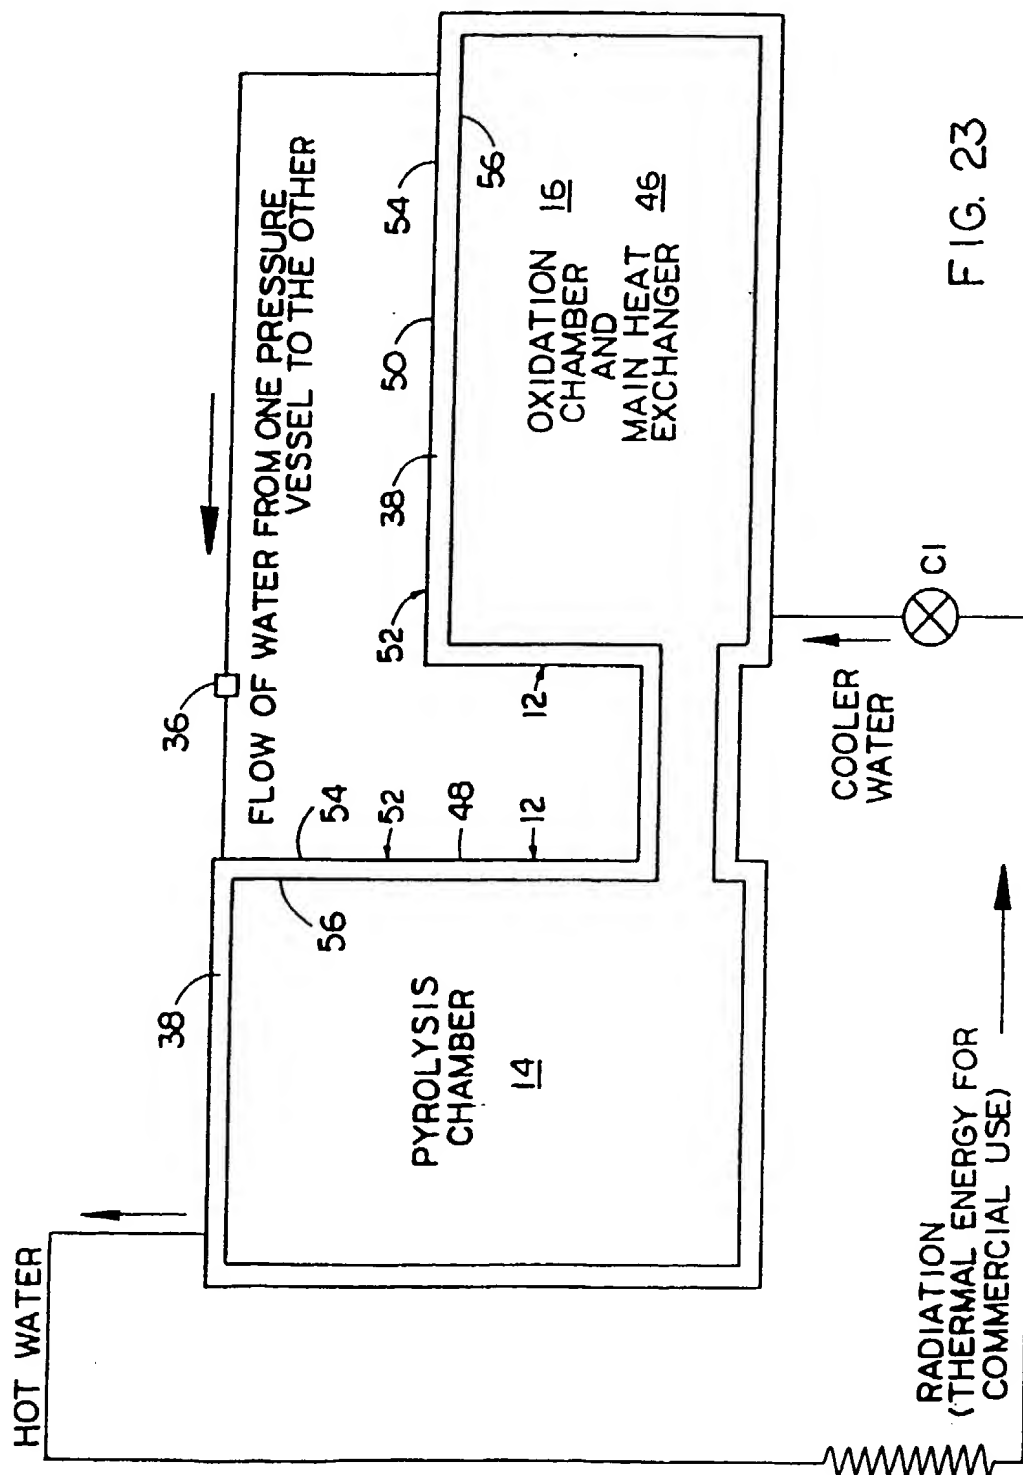 HOT WATER
36
FLOW OF WATER FROM ONE PRESSURE
VESSEL TO THE OTHER
38
56
54
52
48
12
PYROLYSIS
CHAMBER
14
12
52
38
50
54
56
OXIDATION
CHAMBER
AND
MAIN HEAT
EXCHANGER
16
46
COOLER
WATER
C1
RADIATION
(THERMAL ENERGY FOR
COMMERCIAL USE)
FIG. 23